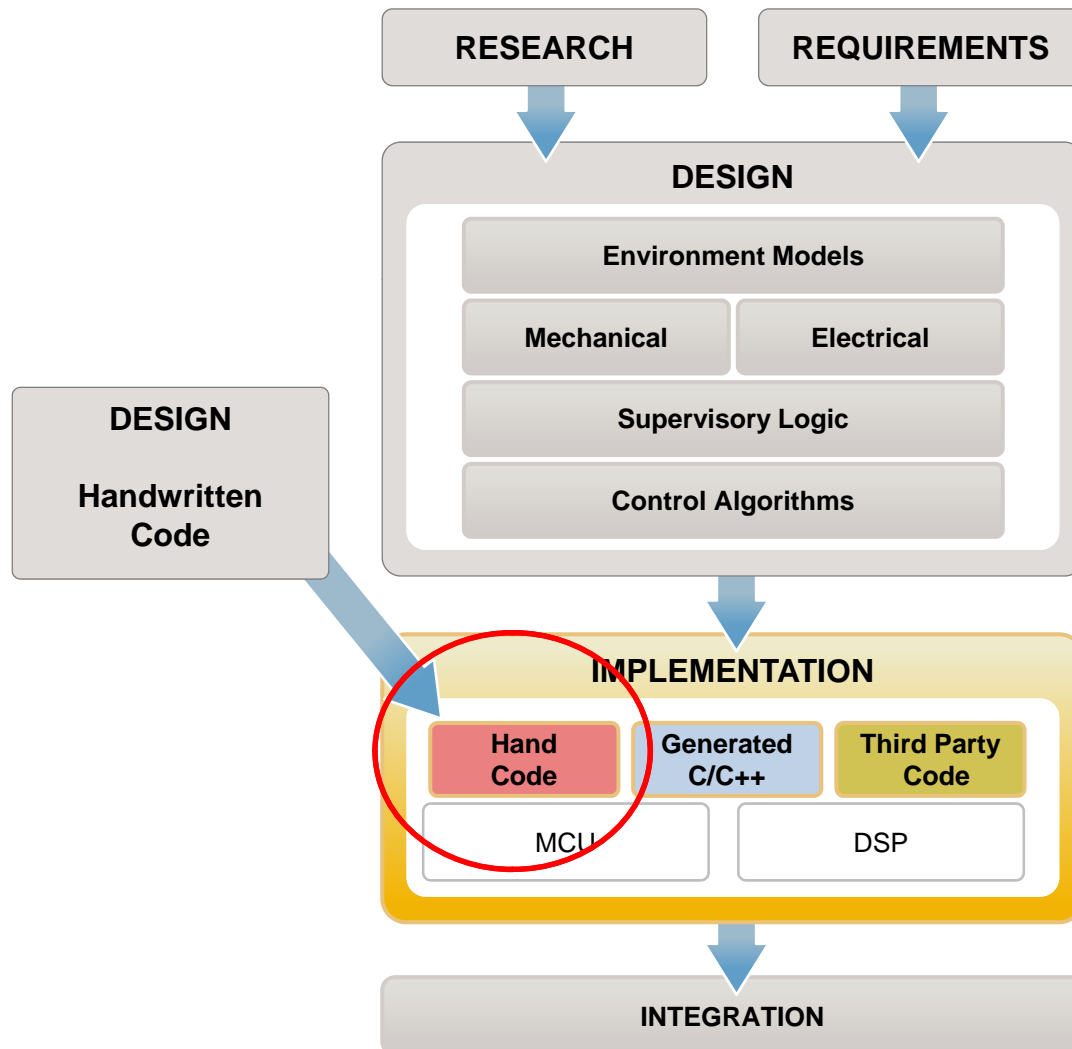 RESEARCH
REQUIREMENTS
DESIGN
Environment Models
Mechanical
Electrical
Supervisory Logic
Control Algorithms
DESIGN
Handwritten
Code
IMPLEMENTATION
Hand
Code
Generated
C/C++
Third Party
Code
MCU
DSP
INTEGRATION